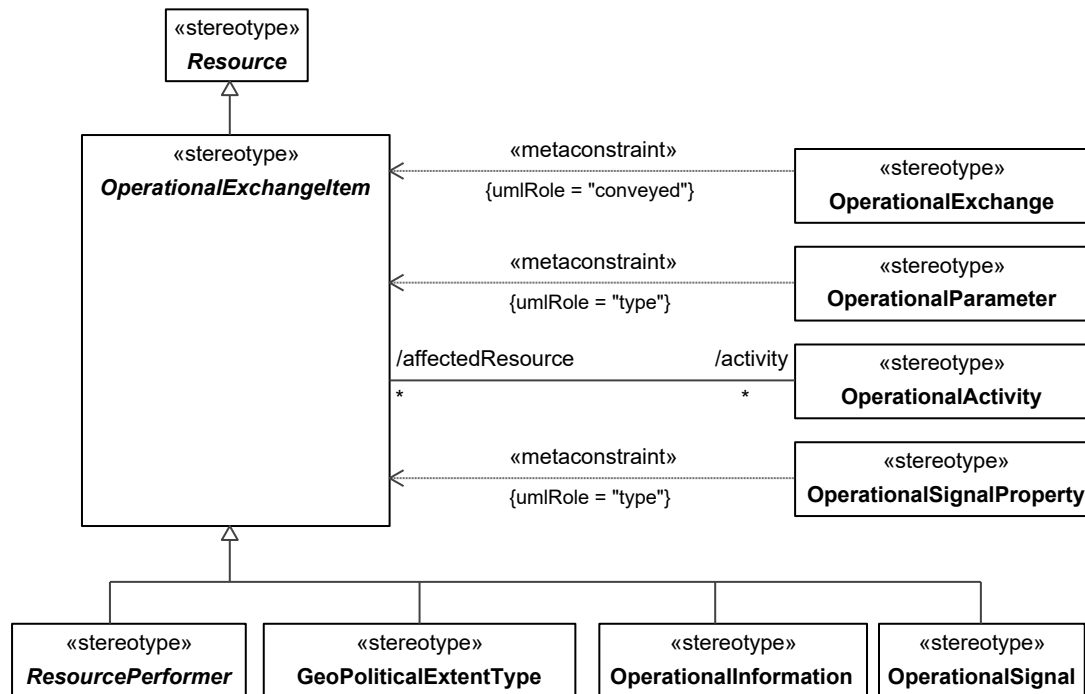 «stereotype»
Resource
«stereotype»
OperationalExchangeItem
«metaconstraint»
{umlRole = "conveyed"}
«stereotype»
OperationalExchange
«metaconstraint»
{umlRole = "type"}
«stereotype»
OperationalParameter
/affectedResource
/activity
*
*
«stereotype»
OperationalActivity
«metaconstraint»
{umlRole = "type"}
«stereotype»
OperationalSignalProperty
«stereotype»
ResourcePerformer
«stereotype»
GeoPoliticalExtentType
«stereotype»
OperationalInformation
«stereotype»
OperationalSignal